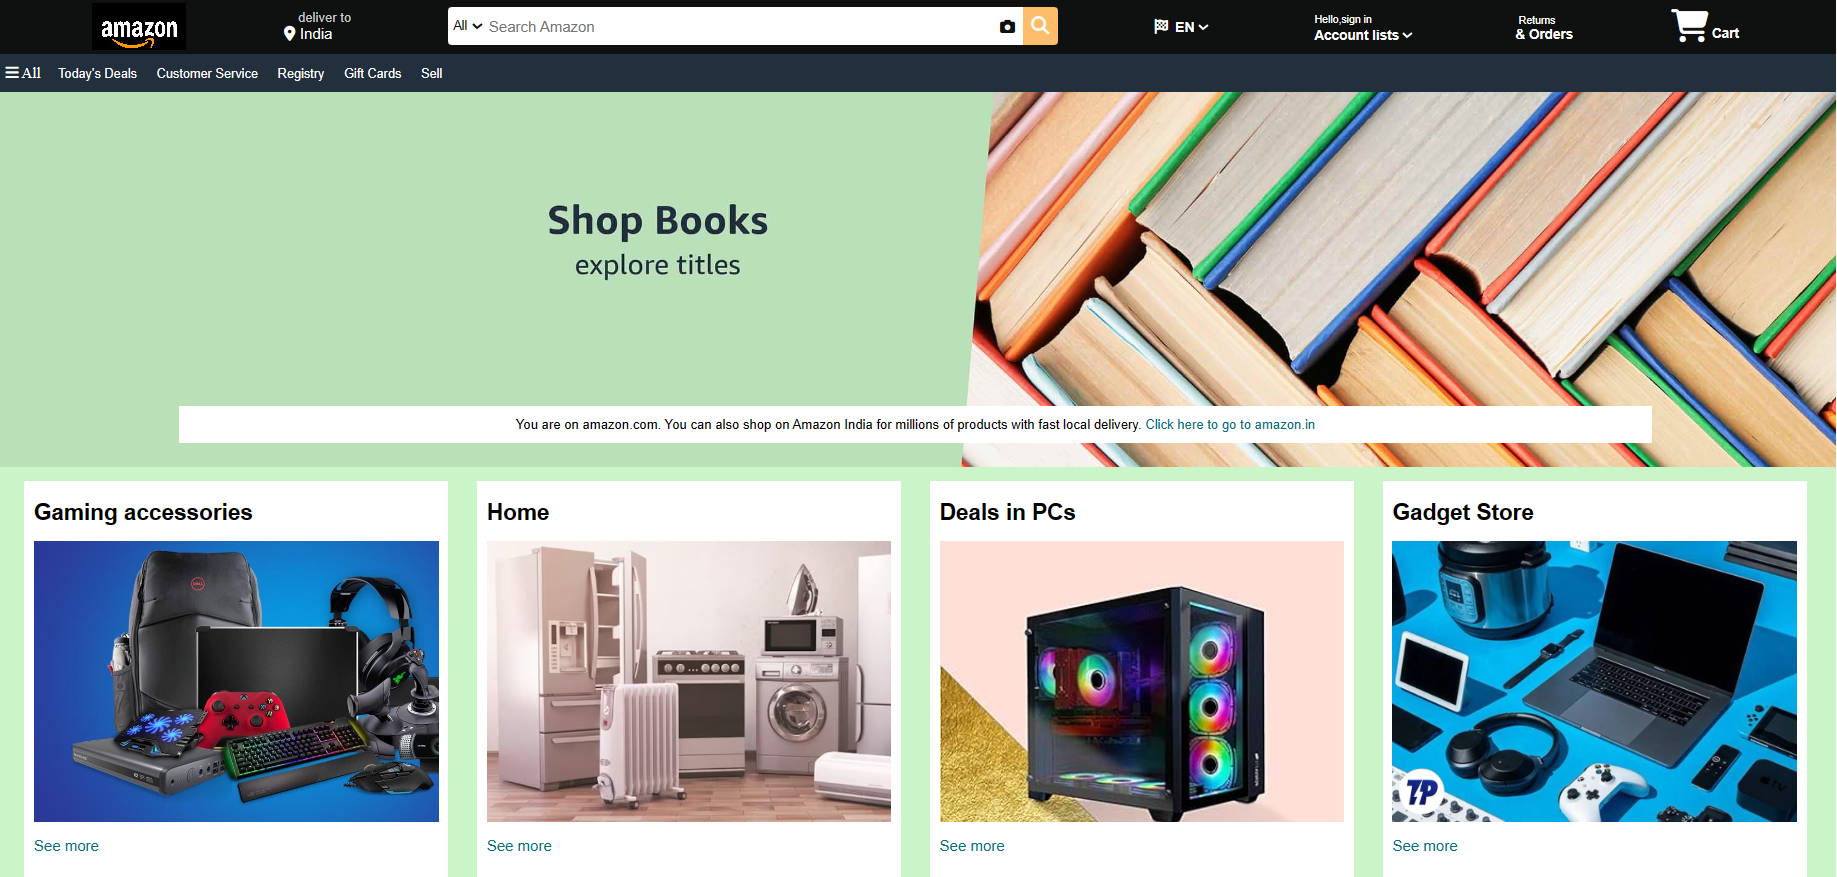 amazon
deliver to
India
All
Search Amazon
EN
Hello,sign in
Account lists
Returns
& Orders
Cart
All
Today's Deals
Customer Service
Registry
Gift Cards
Sell
Shop Books
explore titles
You are on amazon.com. You can also shop on Amazon India for millions of products with fast local delivery. Click here to go to amazon.in
Gaming accessories
Home
Deals in PCs
Gadget Store
DELL
TP
See more
See more
See more
See more